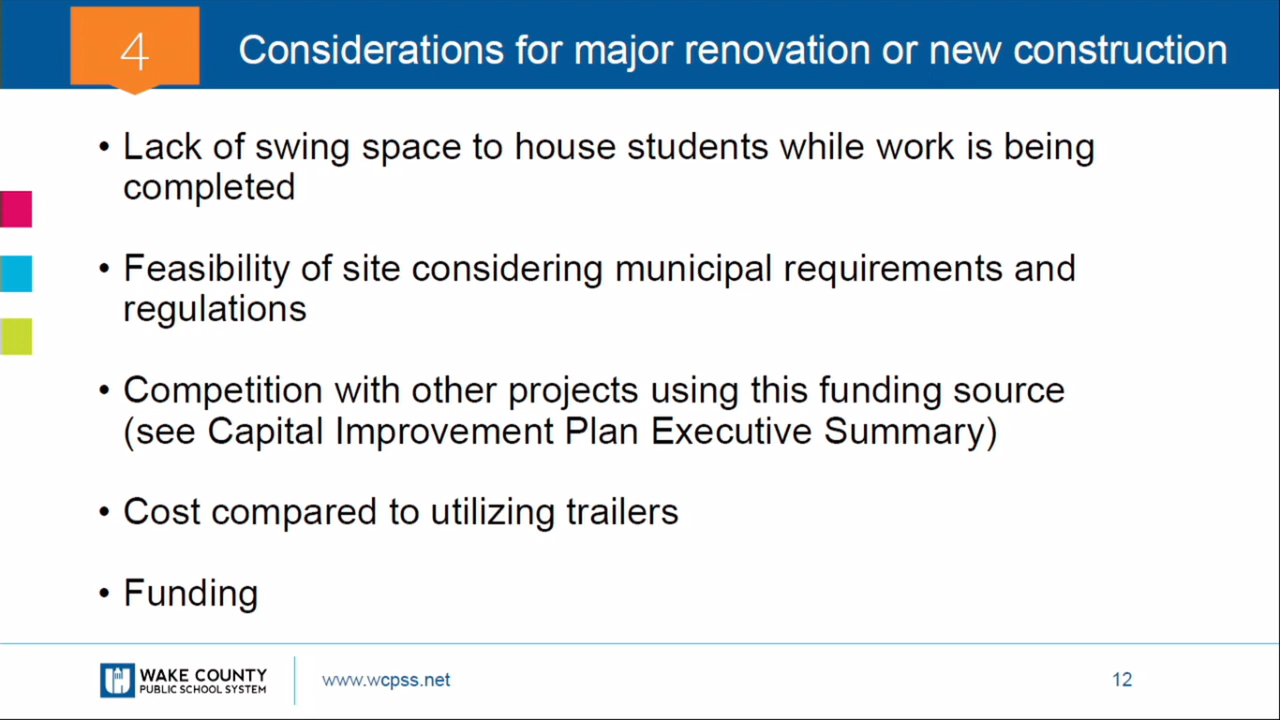 4
Considerations for major renovation or new construction
• Lack of swing space to house students while work is being
completed
• Feasibility of site considering municipal requirements and
regulations
• Competition with other projects using this funding source
(see Capital Improvement Plan Executive Summary)
• Cost compared to utilizing trailers
• Funding
WAKE COUNTY
PUBLIC SCHOOL SYSTEM
www.wcpss.net
12